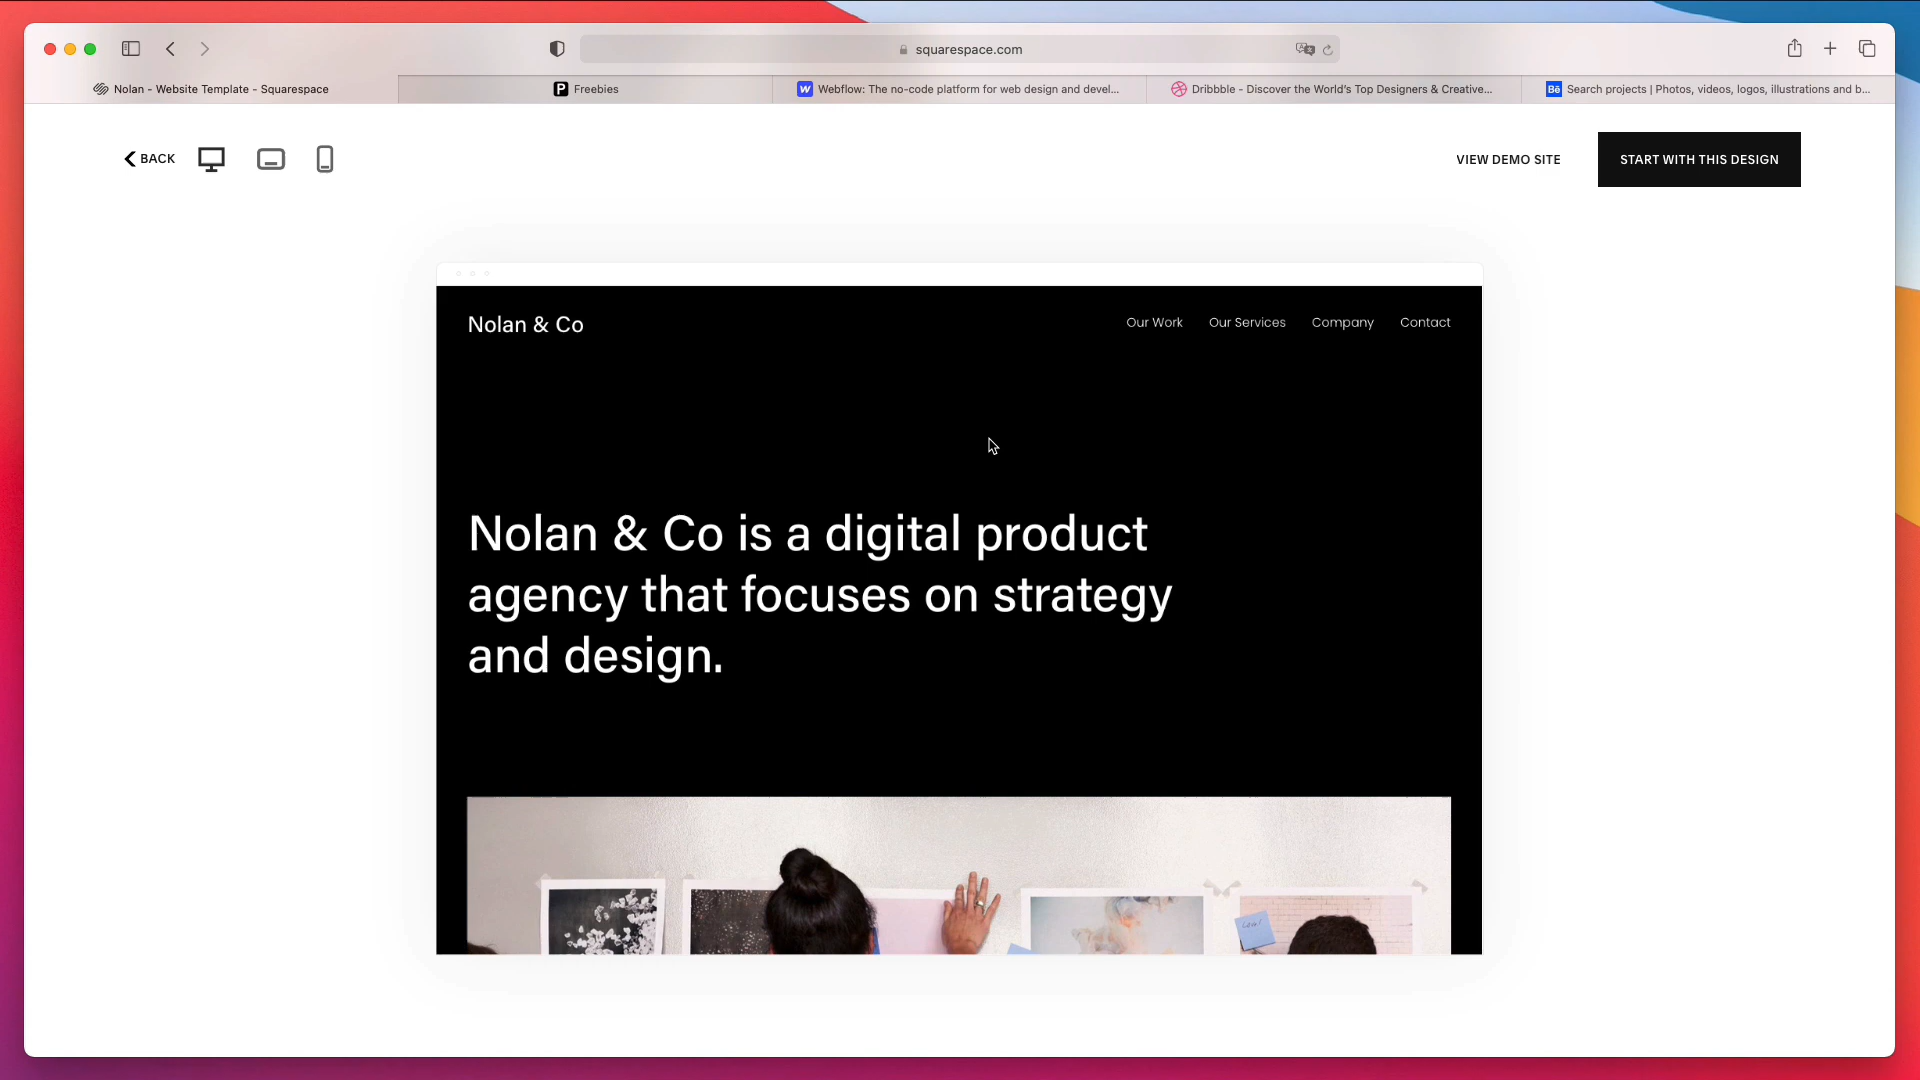 squarespace.com
Nolan - Website Template - Squarespace
P Freebies
W Webflow: The no-code platform for web design and devel...
Dribbble - Discover the World's Top Designers & Creative...
Bē Search projects | Photos, videos, logos, illustrations and b...
BACK
VIEW DEMO SITE
START WITH THIS DESIGN
Nolan & Co
Our Work
Our Services
Company
Contact
Nolan & Co is a digital product
agency that focuses on strategy
and design.